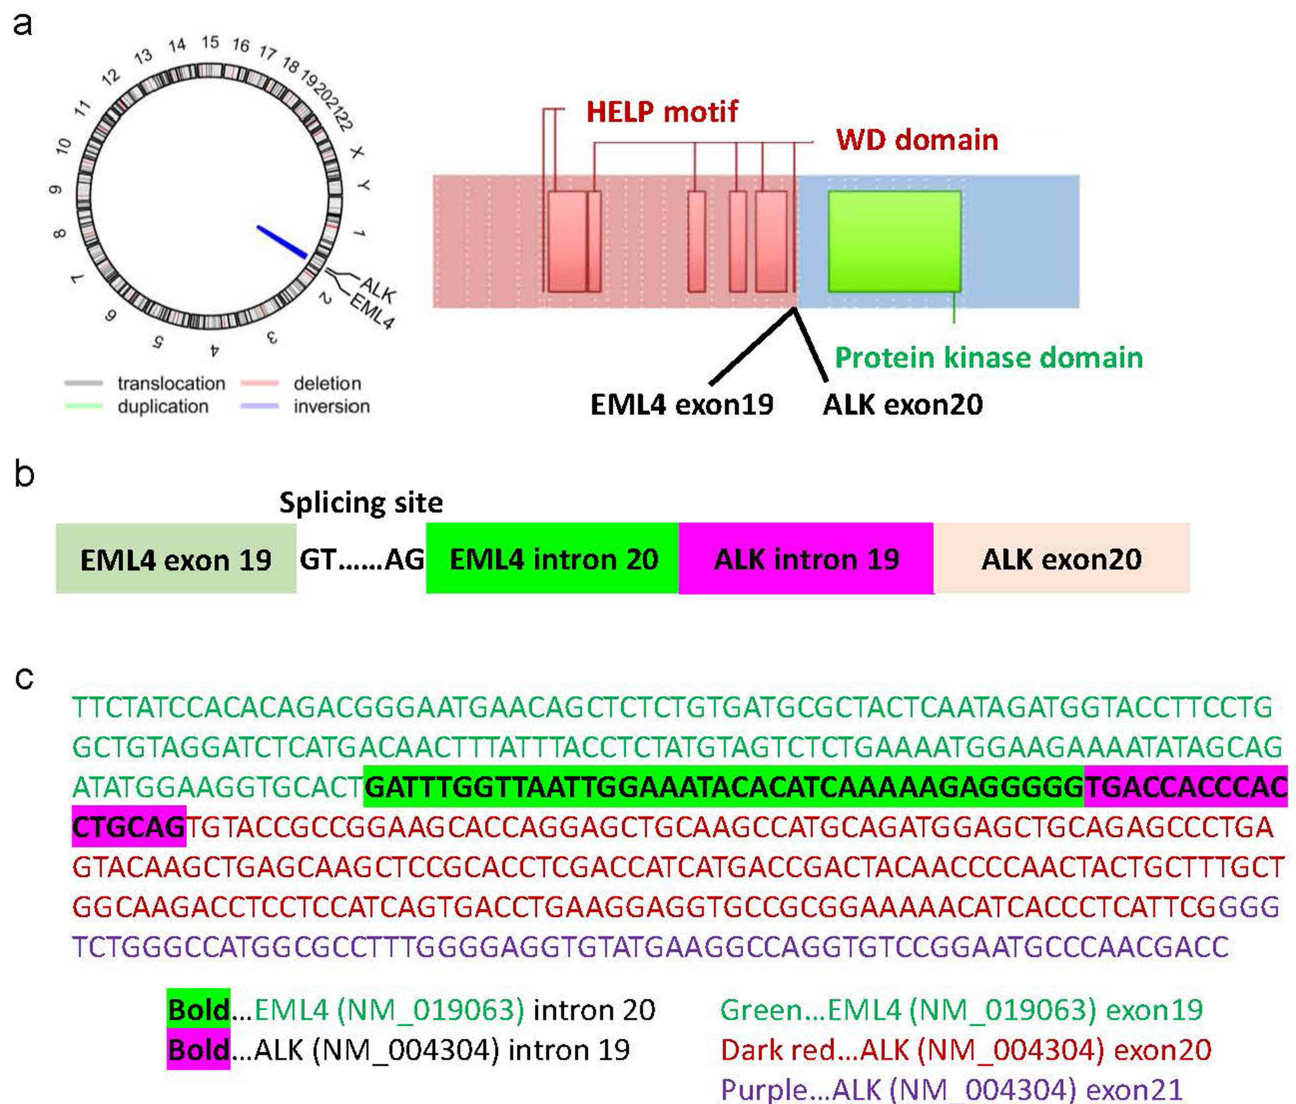 a
15
14
16
13
17
12
18
11
19
20
21
22
10
X
9
Y
8
1
7
2
6
3
5
4
ALK
EML4
translocation
deletion
duplication
inversion
HELP motif
WD domain
Protein kinase domain
EML4 exon19
ALK exon20
b
Splicing site
EML4 exon 19 GT......AG EML4 intron 20 ALK intron 19 ALK exon20
c
TTCTATCCACACAGACGGGAATGAACAGCTCTCTGTGATGCGCTACTCAATAGATGGTACCTTCCTG
GCTGTAGGATCTCATGACAACTTTATTTACCTCTATGTAGTCTCTGAAAATGGAAGAAAATATAGCAG
ATATGGAAGGTGCACTGATTTGGTTAATTGGAAATACACATCAAAAAGAGGGGGTGACCACCCAC
CTGCAGTGTACCGCCGGAAGCACCAGGAGCTGCAAGCCATGCAGATGGAGCTGCAGAGCCCTGA
GTACAAGCTGAGCAAGCTCCGCACCTCGACCATCATGACCGACTACAACCCCAACTACTGCTTTGCT
GGCAAGACCTCCTCCATCAGTGACCTGAAGGAGGTGCCGCGGAAAAACATCACCCTCATTCGGGG
TCTGGGCCATGGCGCCTTTGGGGAGGTGTATGAAGGCCAGGTGTCCGGAATGCCCAACGACC
Bold...EML4 (NM_019063) intron 20
Bold...ALK (NM_004304) intron 19
Green...EML4 (NM_019063) exon19
Dark red...ALK (NM_004304) exon20
Purple...ALK (NM_004304) exon21